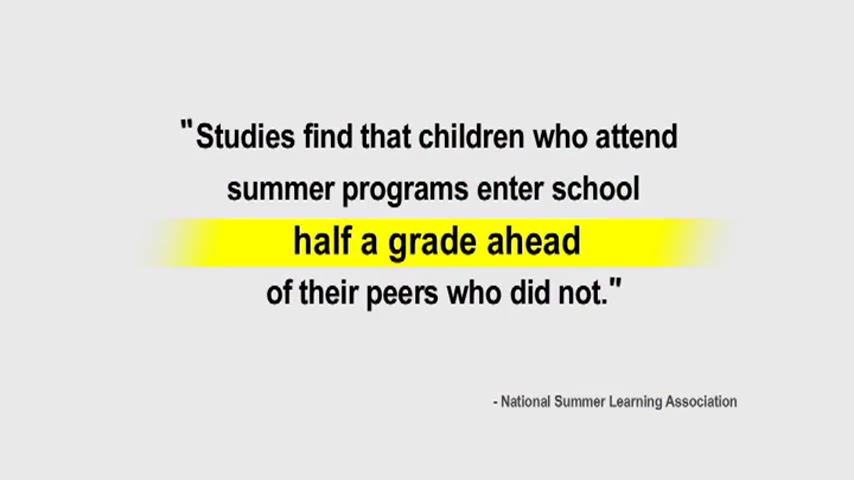 "Studies find that children who attend
summer programs enter school
half a grade ahead
of their peers who did not."
- National Summer Learning Association